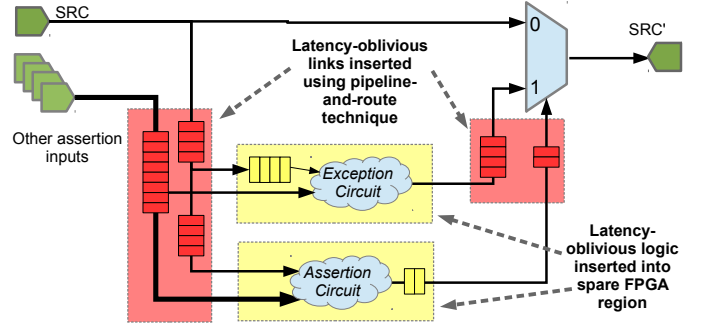 SRC
0
SRC'
Latency-oblivious
links inserted
using pipeline-
and-route
technique
1
Other assertion
inputs
Exception
Circuit
Latency-
oblivious logic
inserted into
spare FPGA
region
Assertion
Circuit